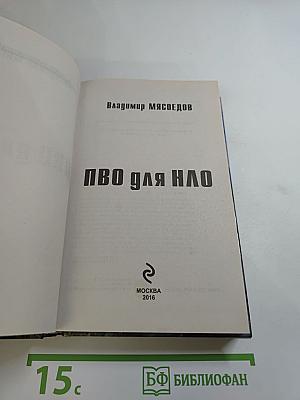 Владимир МЯСОЕДОВ
ПВО для НЛО
МОСКВА
2016
15с
БФ БИБЛИОФАН